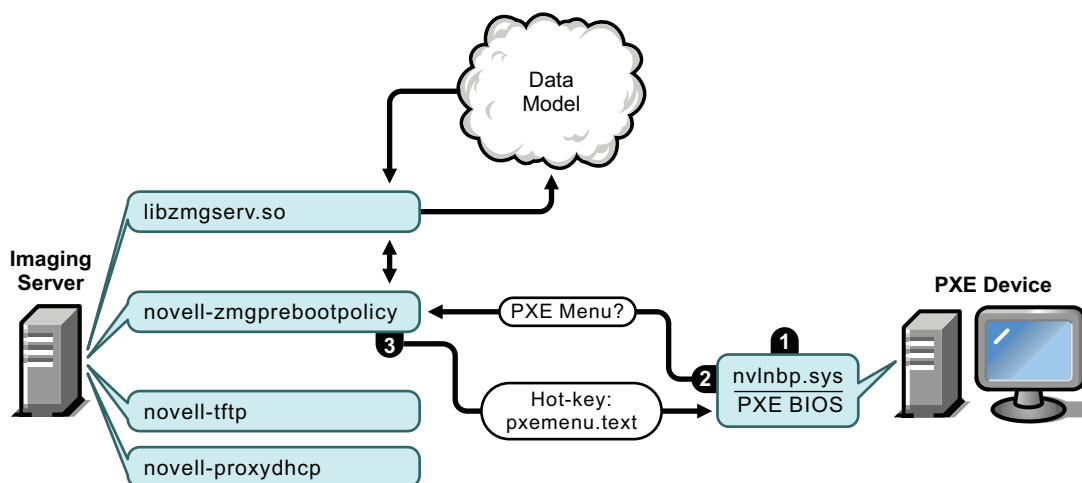 Data
Model
libzmgserv.so
Imaging
Server
novell-zmgprebootpolicy
PXE Menu?
PXE Device
1
3
2
nvlnbp.sys
PXE BIOS
Hot-key:
pxemenu.text
novell-tftp
novell-proxydhcp